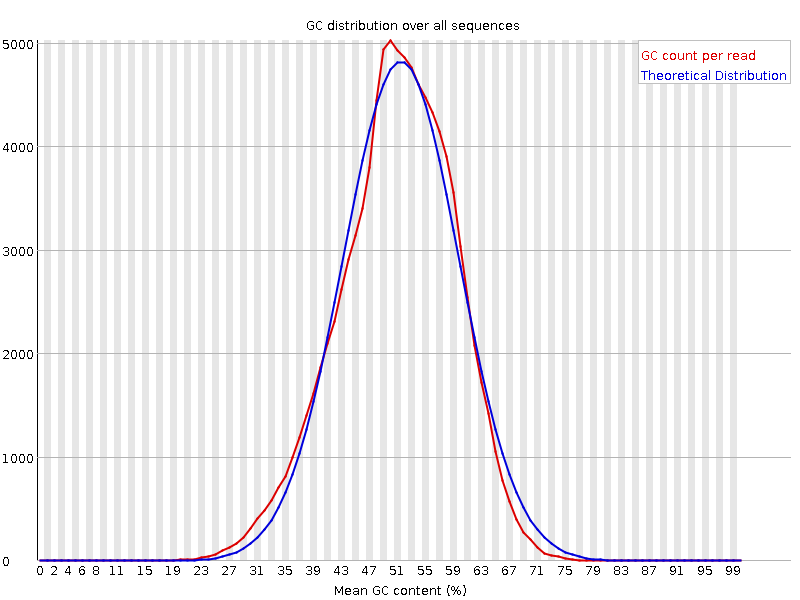 GC distribution over all sequences
GC count per read
Theoretical Distribution
5000
4000
3000
2000
1000
0
0 2 4 6 8 11 15 19 23 27 31 35 39 43 47 51 55 59 63 67 71 75 79 83 87 91 95 99
Mean GC content (%)